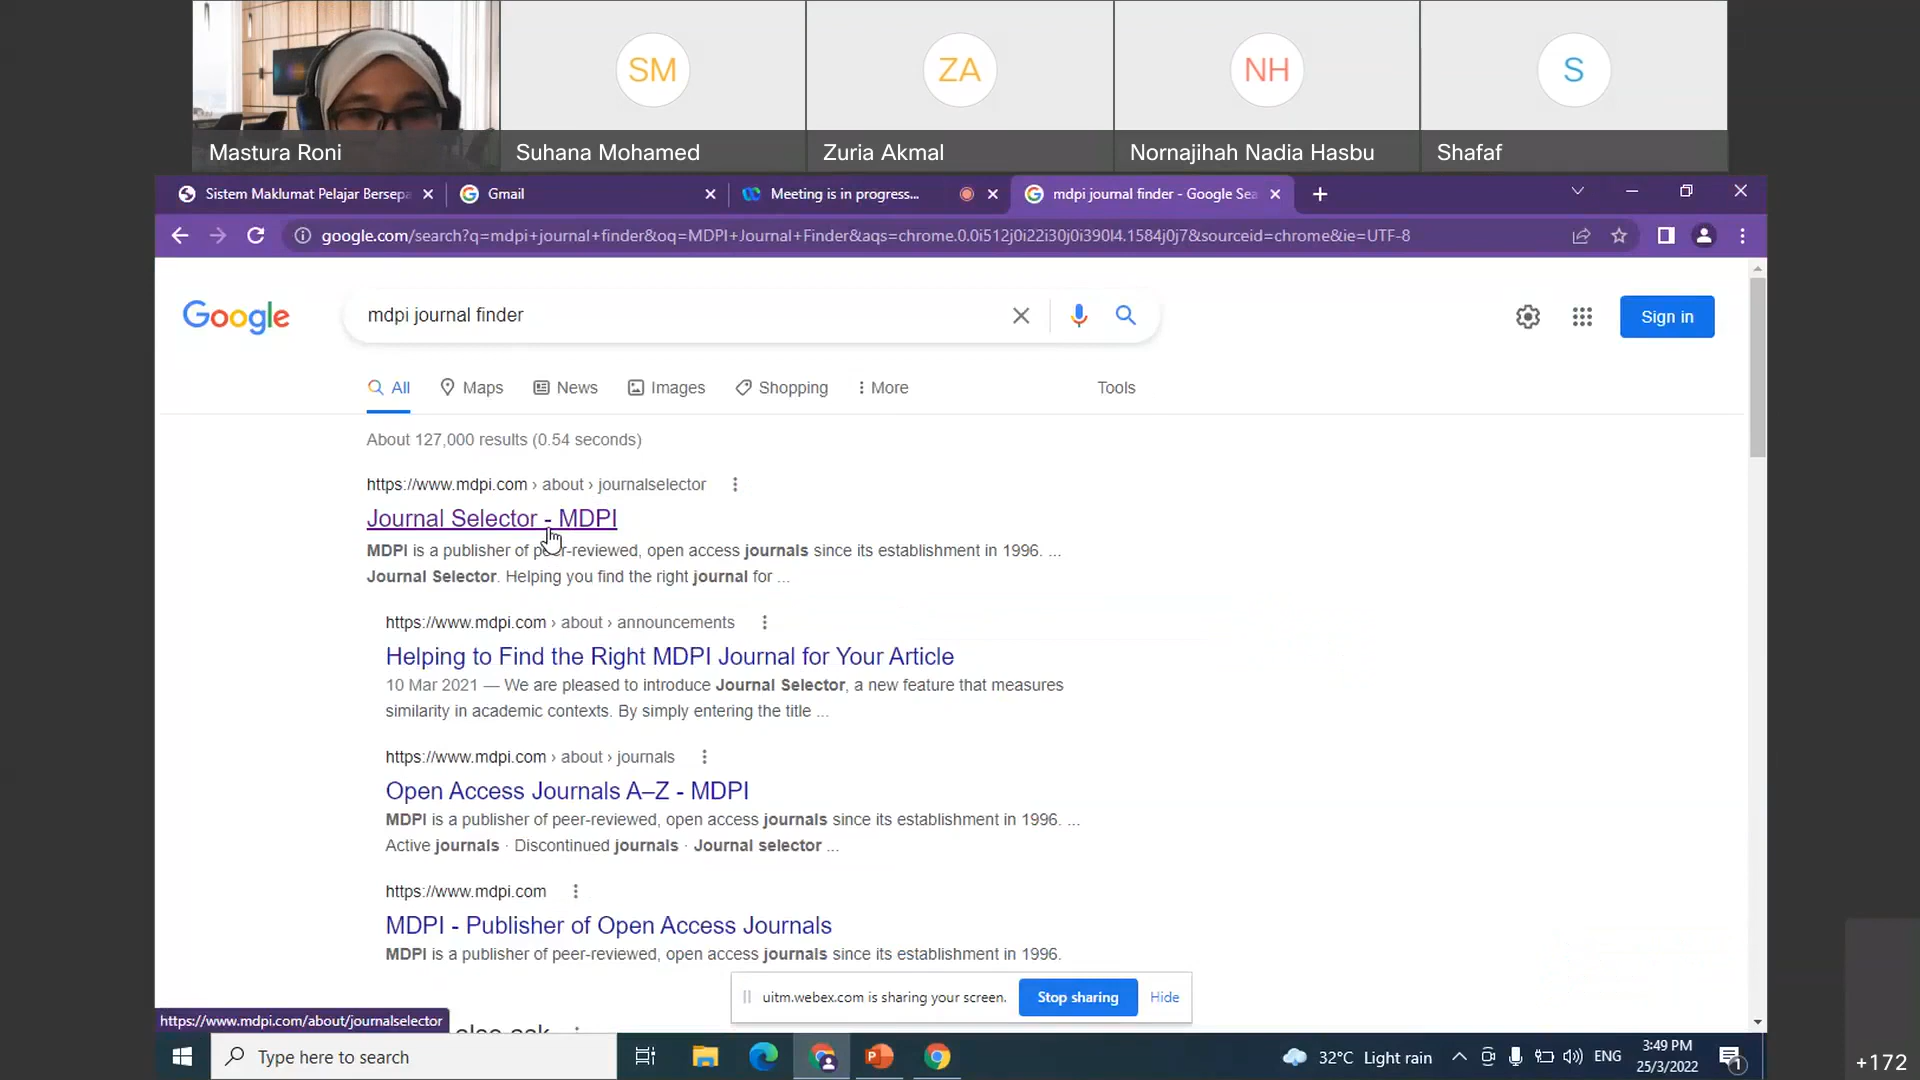 SM
ZA
NH
S
Mastura Roni
Suhana Mohamed
Zuria Akmal
Nornajihah Nadia Hasbu
Shafaf
Sistem Maklumat Pelajar Bersepa
Gmail
Meeting is in progress...
mdpi journal finder - Google Sea
google.com/search?q=mdpi+journal+finder&oq=MDPI+Journal+Finder&aqs=chrome.0.0i512j0i22i30j0i390l4.1584j0j7&sourceid=chrome&ie=UTF-8
Google
mdpi journal finder
Sign in
All
Maps
News
Images
Shopping
More
Tools
About 127,000 results (0.54 seconds)
https://www.mdpi.com › about › journalselector
Journal Selector - MDPI
MDPI is a publisher of peer-reviewed, open access journals since its establishment in 1996. ...
Journal Selector. Helping you find the right journal for ...
https://www.mdpi.com › about › announcements
Helping to Find the Right MDPI Journal for Your Article
10 Mar 2021 — We are pleased to introduce Journal Selector, a new feature that measures
similarity in academic contexts. By simply entering the title ...
https://www.mdpi.com › about › journals
Open Access Journals A–Z - MDPI
MDPI is a publisher of peer-reviewed, open access journals since its establishment in 1996. ...
Active journals · Discontinued journals · Journal selector ...
https://www.mdpi.com
MDPI - Publisher of Open Access Journals
MDPI is a publisher of peer-reviewed, open access journals since its establishment in 1996.
uitm.webex.com is sharing your screen.
Stop sharing
Hide
https://www.mdpi.com/about/journalselector
also ask
Type here to search
32°C Light rain
ENG
3:49 PM
25/3/2022
1
+172